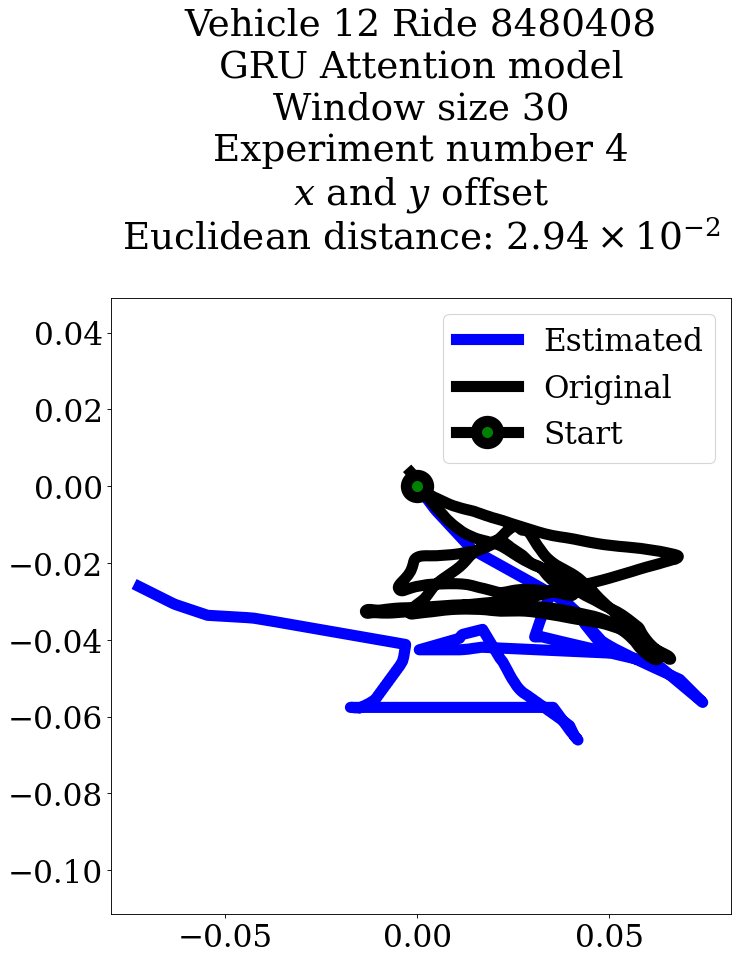 Vehicle 12 Ride 8480408
GRU Attention model
Window size 30
Experiment number 4
x and y offset
Euclidean distance: 2.94 × 10⁻²
Estimated
Original
Start
0.04
0.02
0.00
−0.02
−0.04
−0.06
−0.08
−0.10
−0.05
0.00
0.05